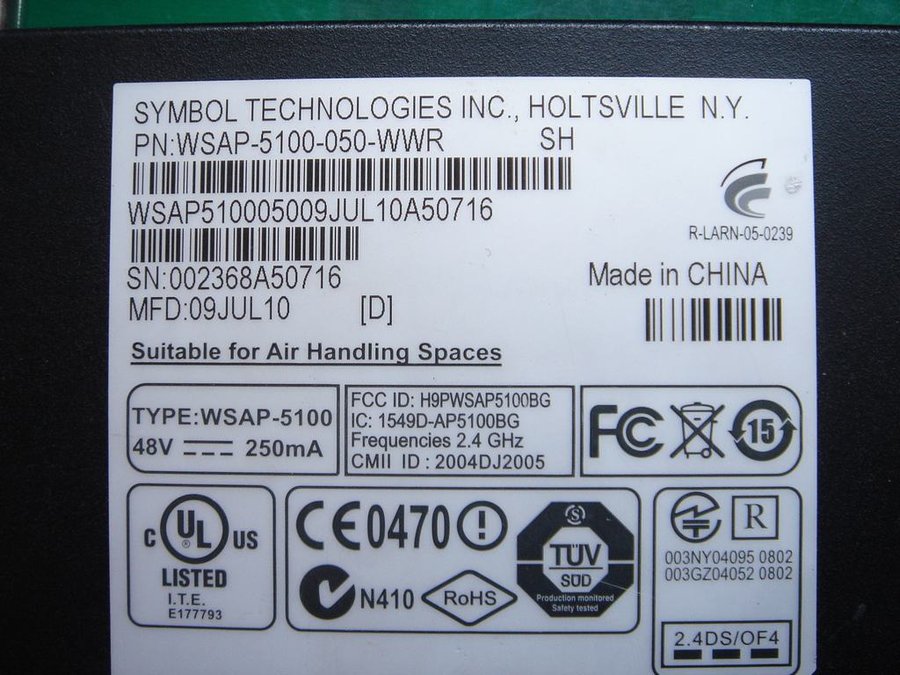 SYMBOL TECHNOLOGIES INC., HOLTSVILLE N.Y.
PN:WSAP-5100-050-WWR SH
WSAP510005009JUL10A50716
R-LARN-05-0239
SN:002368A50716
Made in CHINA
MFD:09JUL10 [D]
Suitable for Air Handling Spaces
TYPE:WSAP-5100
48V 250mA
FCC ID: H9PWSAP5100BG
IC: 1549D-AP5100BG
Frequencies 2.4 GHz
CMII ID : 2004DJ2005
FC 15
C UL US
LISTED
I.T.E.
E177793
CE0470!
N410
RoHS
S
TÜV
SÜD
Production monitored
Safety tested
R
003NY04095 0802
003GZ04052 0802
2.4DS/OF4